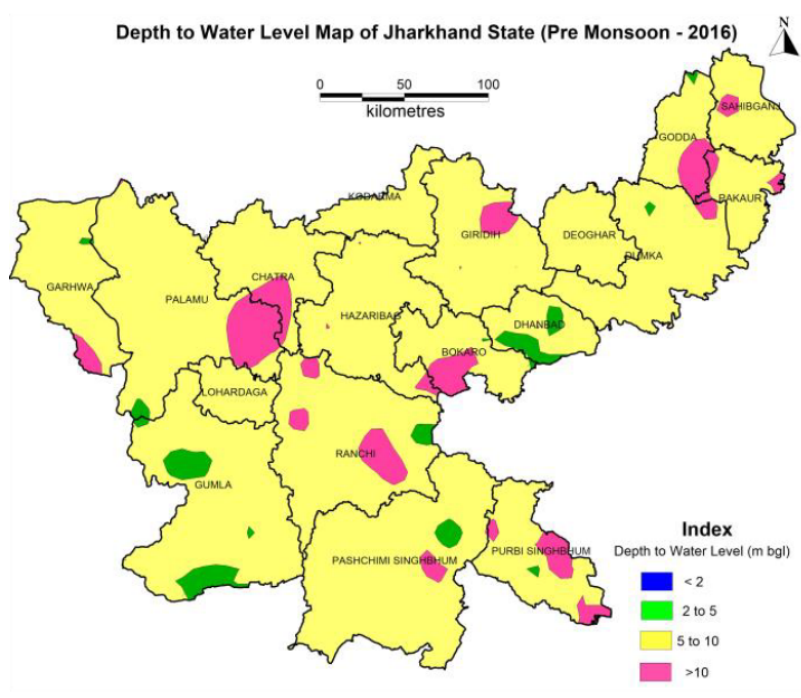 Depth to Water Level Map of Jharkhand State (Pre Monsoon - 2016)
N
0 50 100
kilometres
SAHIBGANJ
GODDA
PAKAUR
KODARMA
GIRIDIH
DEOGHAR
DUMKA
CHATRA
GARHWA
PALAMU
HAZARIBAG
DHANBAD
BOKARO
LOHARDAGA
RANCHI
GUMLA
PASHCHIMI SINGHBHUM
PURBI SINGHBHUM
Index
Depth to Water Level (m bgl)
< 2
2 to 5
5 to 10
>10